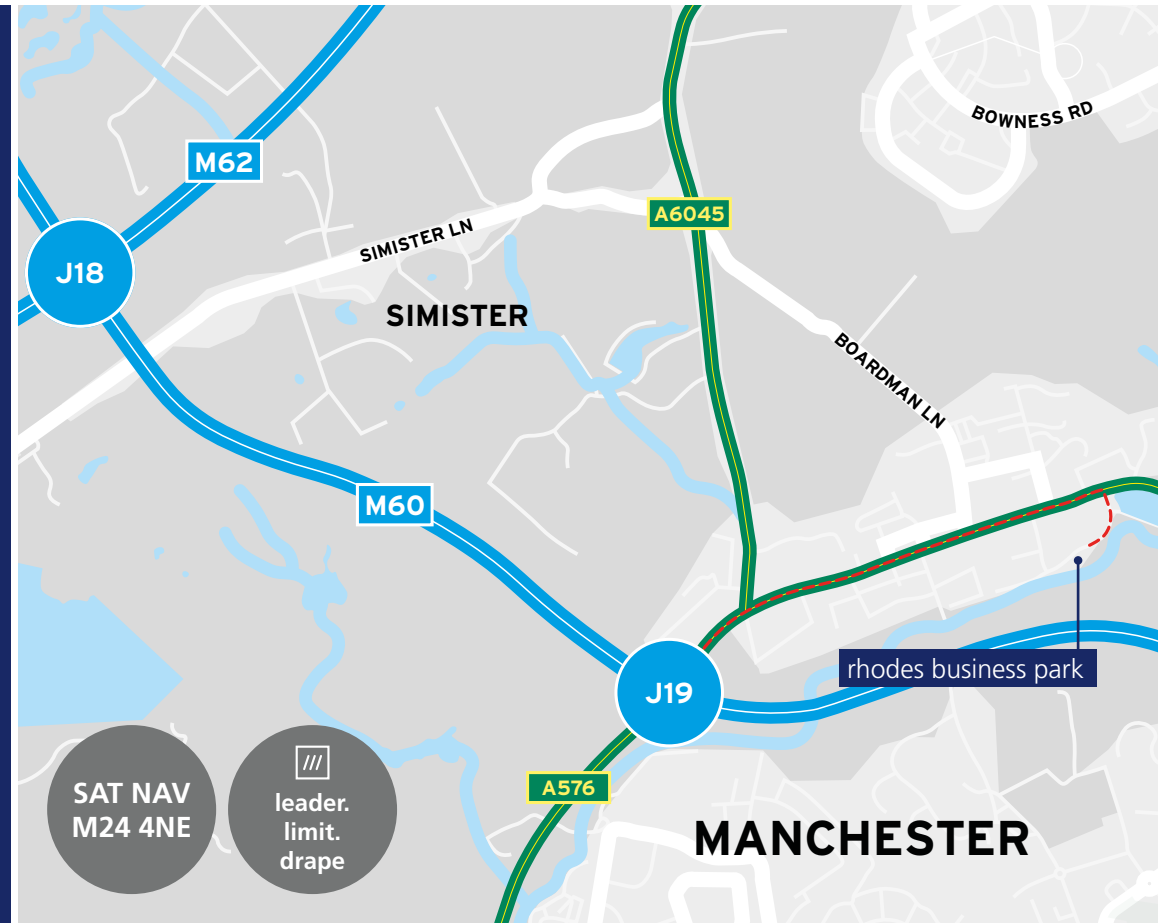 BOWNESS RD
M62
A6045
SIMISTER LN
J18
SIMISTER
BOARDMAN LN
M60
rhodes business park
J19
A576
SAT NAV
M24 4NE
///
leader.
limit.
drape
MANCHESTER